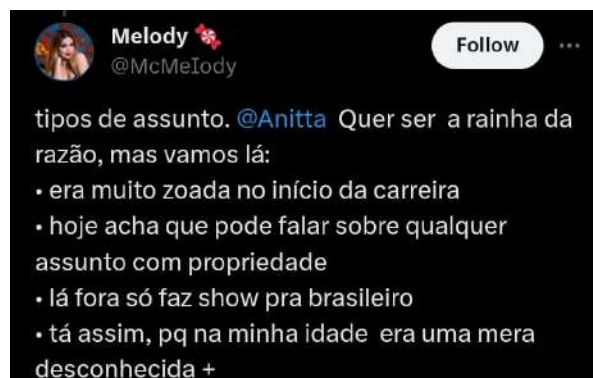 Melody 🍬
@McMeIody
Follow
tipos de assunto. @Anitta Quer ser a rainha da
razão, mas vamos lá:
• era muito zoada no início da carreira
• hoje acha que pode falar sobre qualquer
assunto com propriedade
• lá fora só faz show pra brasileiro
• tá assim, pq na minha idade era uma mera
desconhecida +